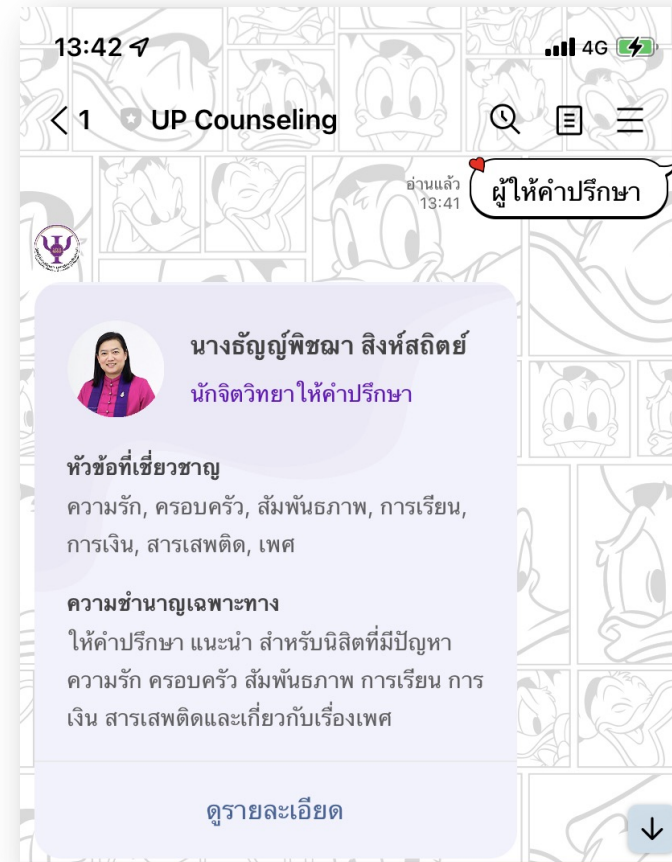 13:42
4G
1 UP Counseling
อ่านแล้ว
13:41
ผู้ให้คำปรึกษา
นางธัญญ์พิชฌา สิงห์สถิตย์
นักจิตวิทยาให้คำปรึกษา
หัวข้อที่เชี่ยวชาญ
ความรัก, ครอบครัว, สัมพันธภาพ, การเรียน,
การเงิน, สารเสพติด, เพศ
ความชำนาญเฉพาะทาง
ให้คำปรึกษา แนะนำ สำหรับนิสิตที่มีปัญหา
ความรัก ครอบครัว สัมพันธภาพ การเรียน การ
เงิน สารเสพติดและเกี่ยวกับเรื่องเพศ
ดูรายละเอียด